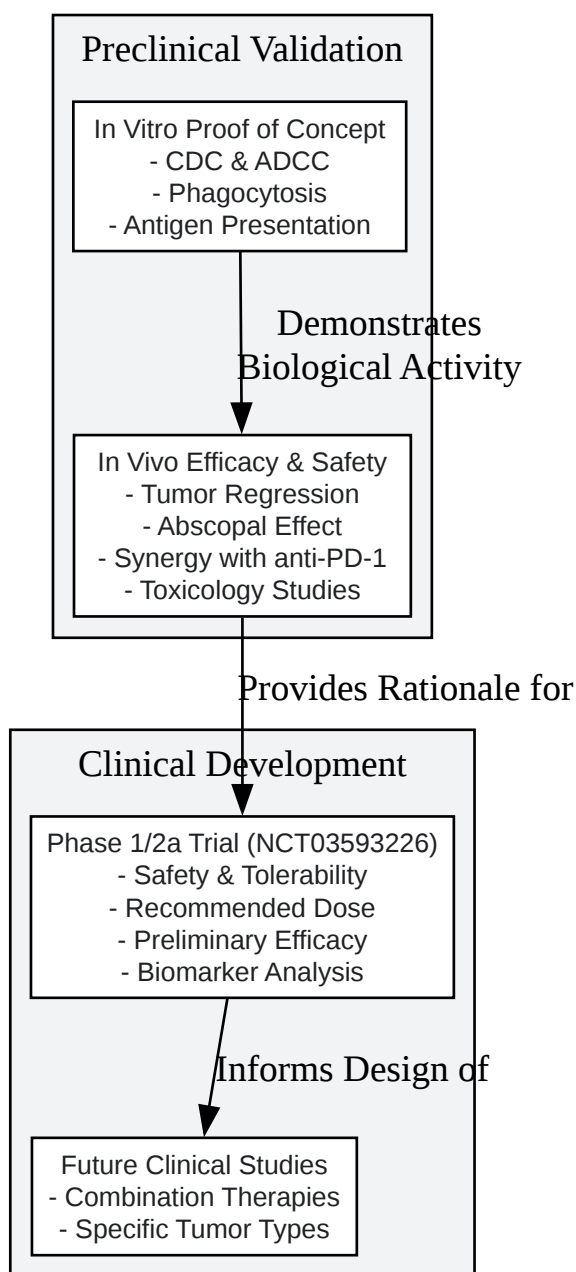 Preclinical Validation
In Vitro Proof of Concept
- CDC & ADCC
- Phagocytosis
- Antigen Presentation
Demonstrates
Biological Activity
In Vivo Efficacy & Safety
- Tumor Regression
- Abscopal Effect
- Synergy with anti-PD-1
- Toxicology Studies
Provides Rationale for
Clinical Development
Phase 1/2a Trial (NCT03593226)
- Safety & Tolerability
- Recommended Dose
- Preliminary Efficacy
- Biomarker Analysis
Informs Design of
Future Clinical Studies
- Combination Therapies
- Specific Tumor Types